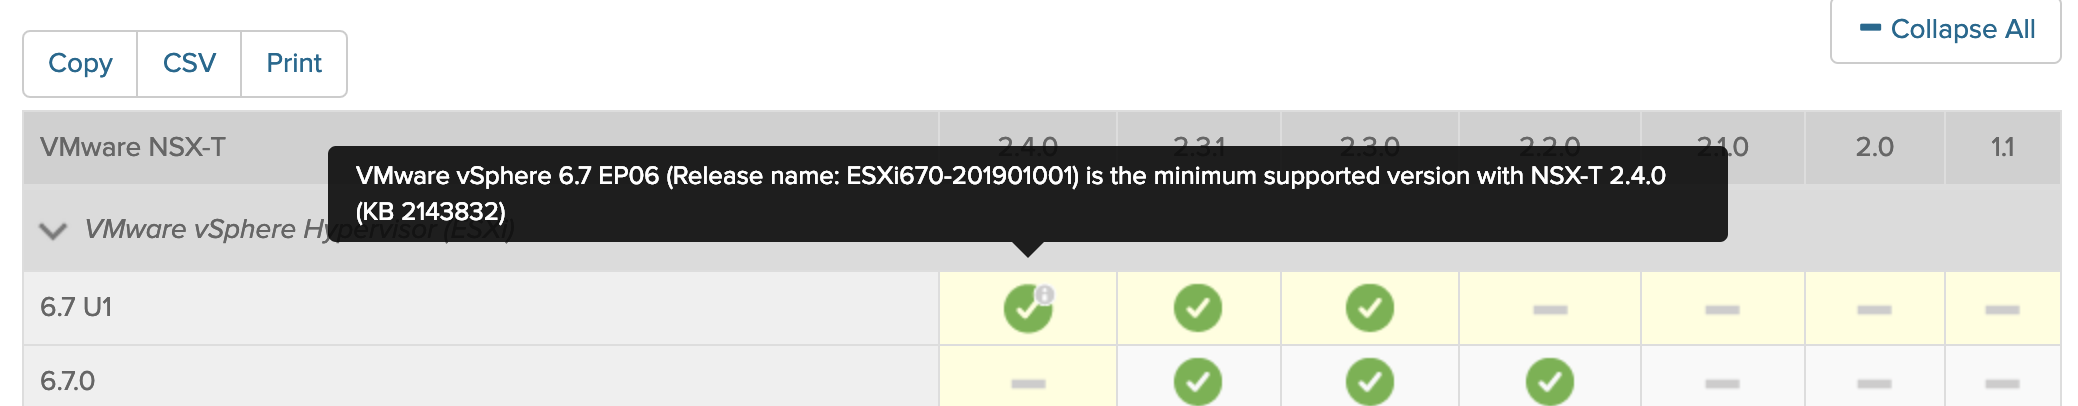 Collapse All
Copy CSV Print
VMware NSX-T 2.4.0 2.3.1 2.3.0 2.2.0 2.1.0 2.0 1.1
VMware vSphere 6.7 EP06 (Release name: ESXi670-201901001) is the minimum supported version with NSX-T 2.4.0
(KB 2143832)
VMware vSphere Hypervisor (ESXi)
6.7 U1
6.7.0